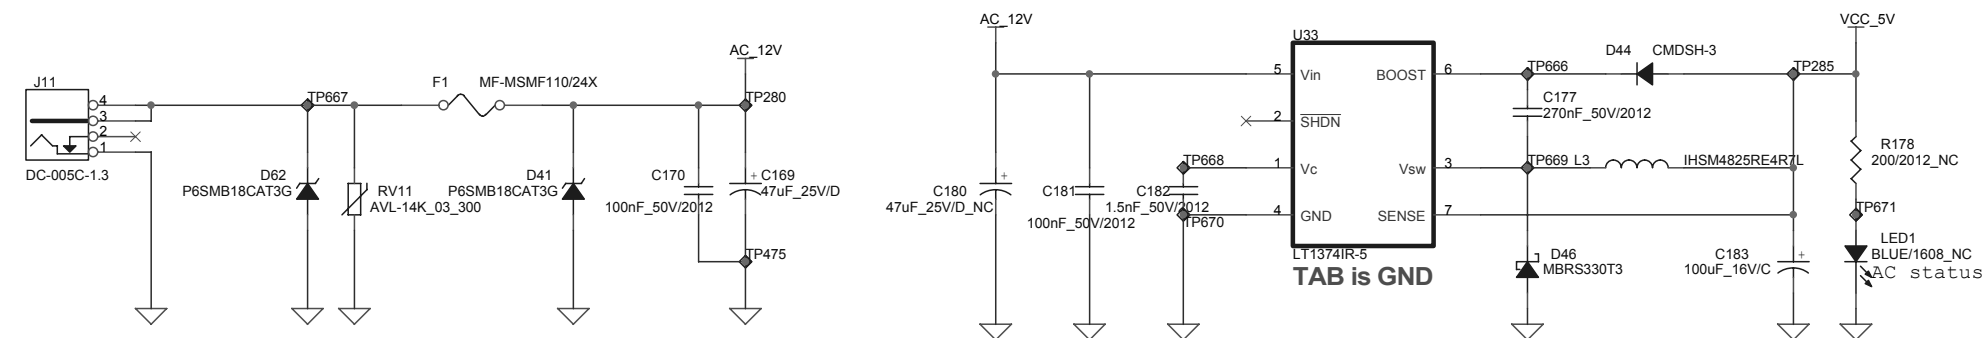 J11
4
3
2
1
DC-005C-1.3
TP667
D62
P6SMB18CAT3G
RV11
AVL-14K_03_300
F1
MF-MSMF110/24X
D41
P6SMB18CAT3G
AC_12V
TP280
C170
100nF_50V/2012
C169
+
47uF_25V/D
TP475
AC_12V
C180
+
47uF_25V/D_NC
C181
100nF_50V/2012
TP668
C182
1.5nF_50V/2012
TP670
U33
5 Vin BOOST 6
2 SHDN
1 Vc Vsw 3
4 GND SENSE 7
LT1374IR-5
TAB is GND
TP666
D44
CMDSH-3
TP285
C177
270nF_50V/2012
TP669 L3
IHSM4825RE4R7L
D46
MBRS330T3
C183
+
100uF_16V/C
VCC_5V
R178
200/2012_NC
TP671
LED1
BLUE/1608_NC
AC status